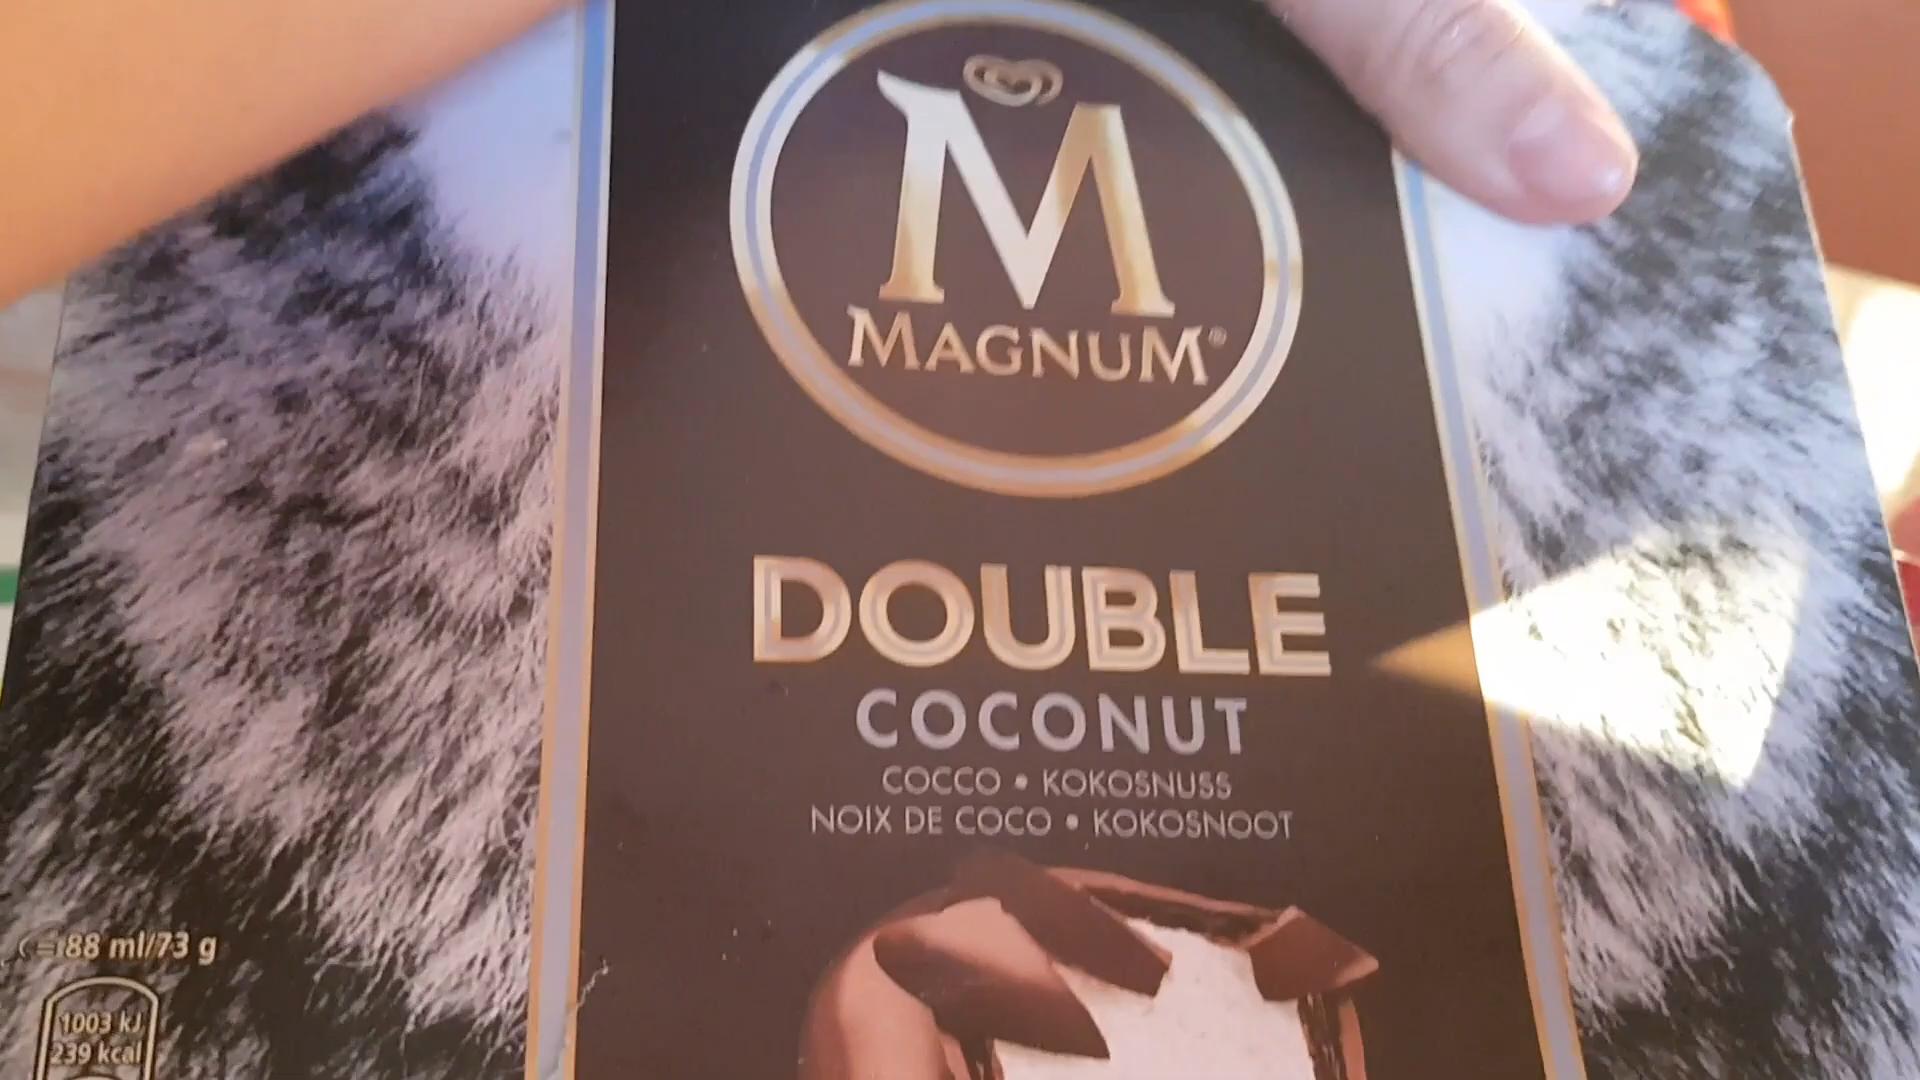 M
MAGNUM®
DOUBLE
COCONUT
COCCO • KOKOSNUSS
NOIX DE COCO • KOKOSNOOT
= 88 ml/73 g
1003 kJ
239 kcal